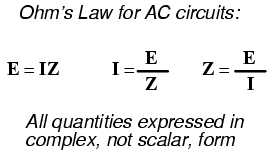 Ohm's Law for AC circuits:
E = IZ   I = E/Z   Z = E/I
All quantities expressed in
complex, not scalar, form